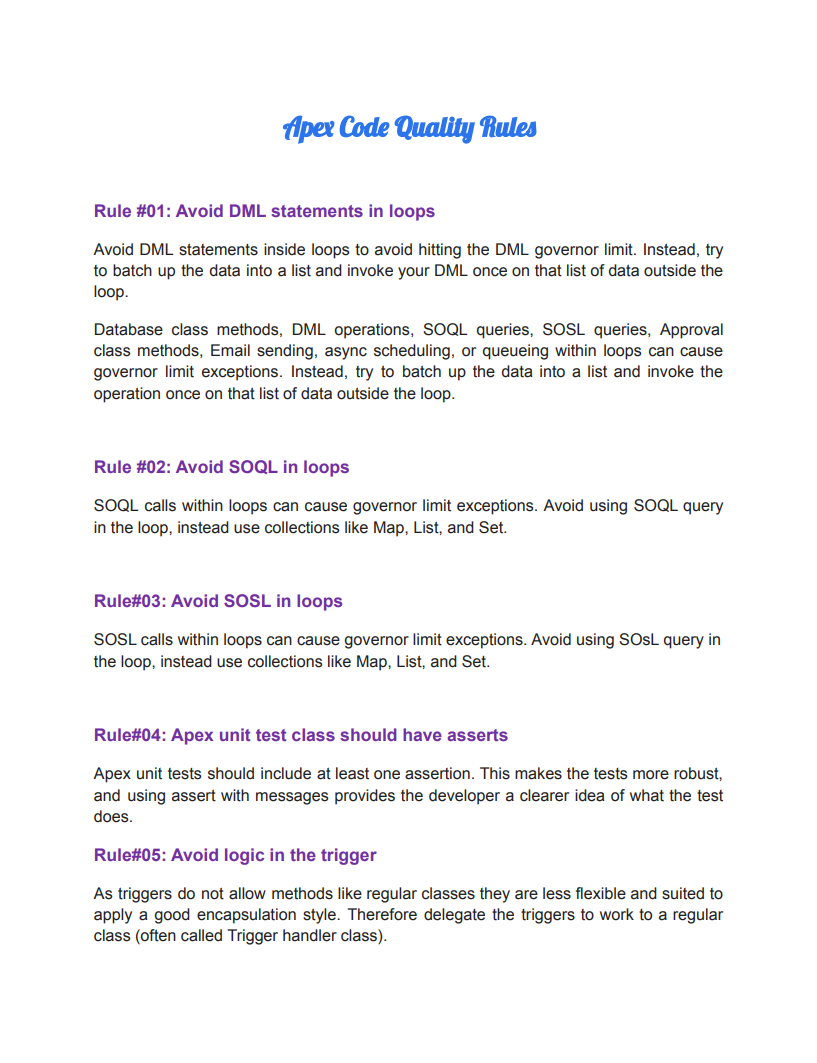 Apex Code Quality Rules
Rule #01: Avoid DML statements in loops
Avoid DML statements inside loops to avoid hitting the DML governor limit. Instead, try
to batch up the data into a list and invoke your DML once on that list of data outside the
loop.
Database class methods, DML operations, SOQL queries, SOSL queries, Approval
class methods, Email sending, async scheduling, or queueing within loops can cause
governor limit exceptions. Instead, try to batch up the data into a list and invoke the
operation once on that list of data outside the loop.
Rule #02: Avoid SOQL in loops
SOQL calls within loops can cause governor limit exceptions. Avoid using SOQL query
in the loop, instead use collections like Map, List, and Set.
Rule#03: Avoid SOSL in loops
SOSL calls within loops can cause governor limit exceptions. Avoid using SOsL query in
the loop, instead use collections like Map, List, and Set.
Rule#04: Apex unit test class should have asserts
Apex unit tests should include at least one assertion. This makes the tests more robust,
and using assert with messages provides the developer a clearer idea of what the test
does.
Rule#05: Avoid logic in the trigger
As triggers do not allow methods like regular classes they are less flexible and suited to
apply a good encapsulation style. Therefore delegate the triggers to work to a regular
class (often called Trigger handler class).